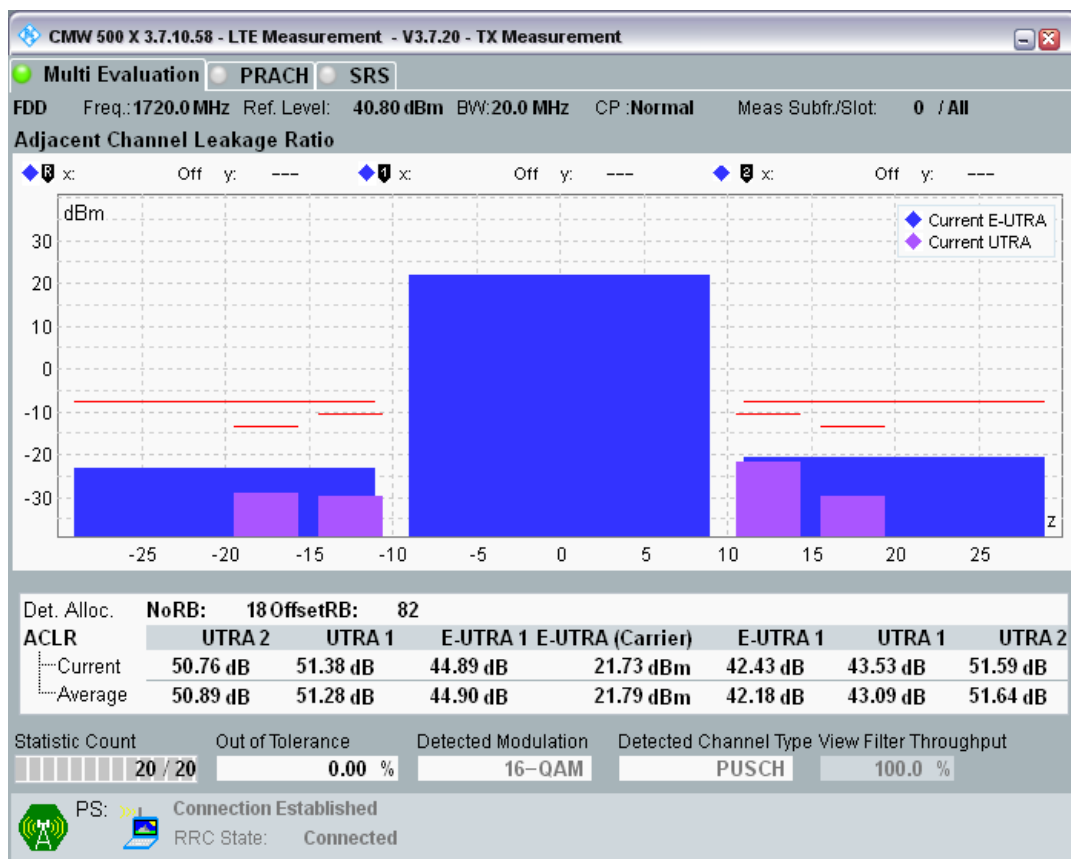 CMW 500 X 3.7.10.58 - LTE Measurement - V3.7.20 - TX Measurement
Multi Evaluation PRACH SRS
FDD Freq.:1720.0 MHz Ref. Level: 40.80 dBm BW:20.0 MHz CP :Normal Meas Subfr./Slot: 0 / All
Adjacent Channel Leakage Ratio
R x: Off y: --- 1 x: Off y: --- 2 x: Off y: ---
dBm
Current E-UTRA
Current UTRA
30
20
10
0
-10
-20
-30
z
-25 -20 -15 -10 -5 0 5 10 15 20 25
Det. Alloc. NoRB: 18 OffsetRB: 82
ACLR UTRA 2 UTRA 1 E-UTRA 1 E-UTRA (Carrier) E-UTRA 1 UTRA 1 UTRA 2
Current 50.76 dB 51.38 dB 44.89 dB 21.73 dBm 42.43 dB 43.53 dB 51.59 dB
Average 50.89 dB 51.28 dB 44.90 dB 21.79 dBm 42.18 dB 43.09 dB 51.64 dB
Statistic Count Out of Tolerance Detected Modulation Detected Channel Type View Filter Throughput
20 / 20 0.00 % 16-QAM PUSCH 100.0 %
PS: Connection Established
RRC State: Connected